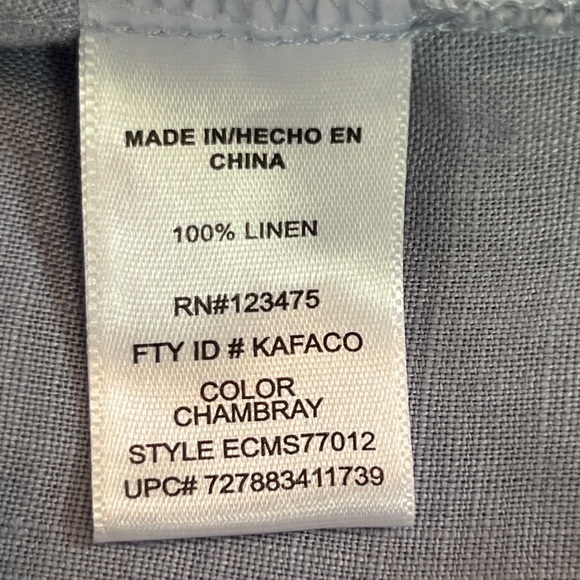 MADE IN/HECHO EN
CHINA
100% LINEN
RN#123475
FTY ID # KAFACO
COLOR
CHAMBRAY
STYLE ECMS77012
UPC# 727883411739